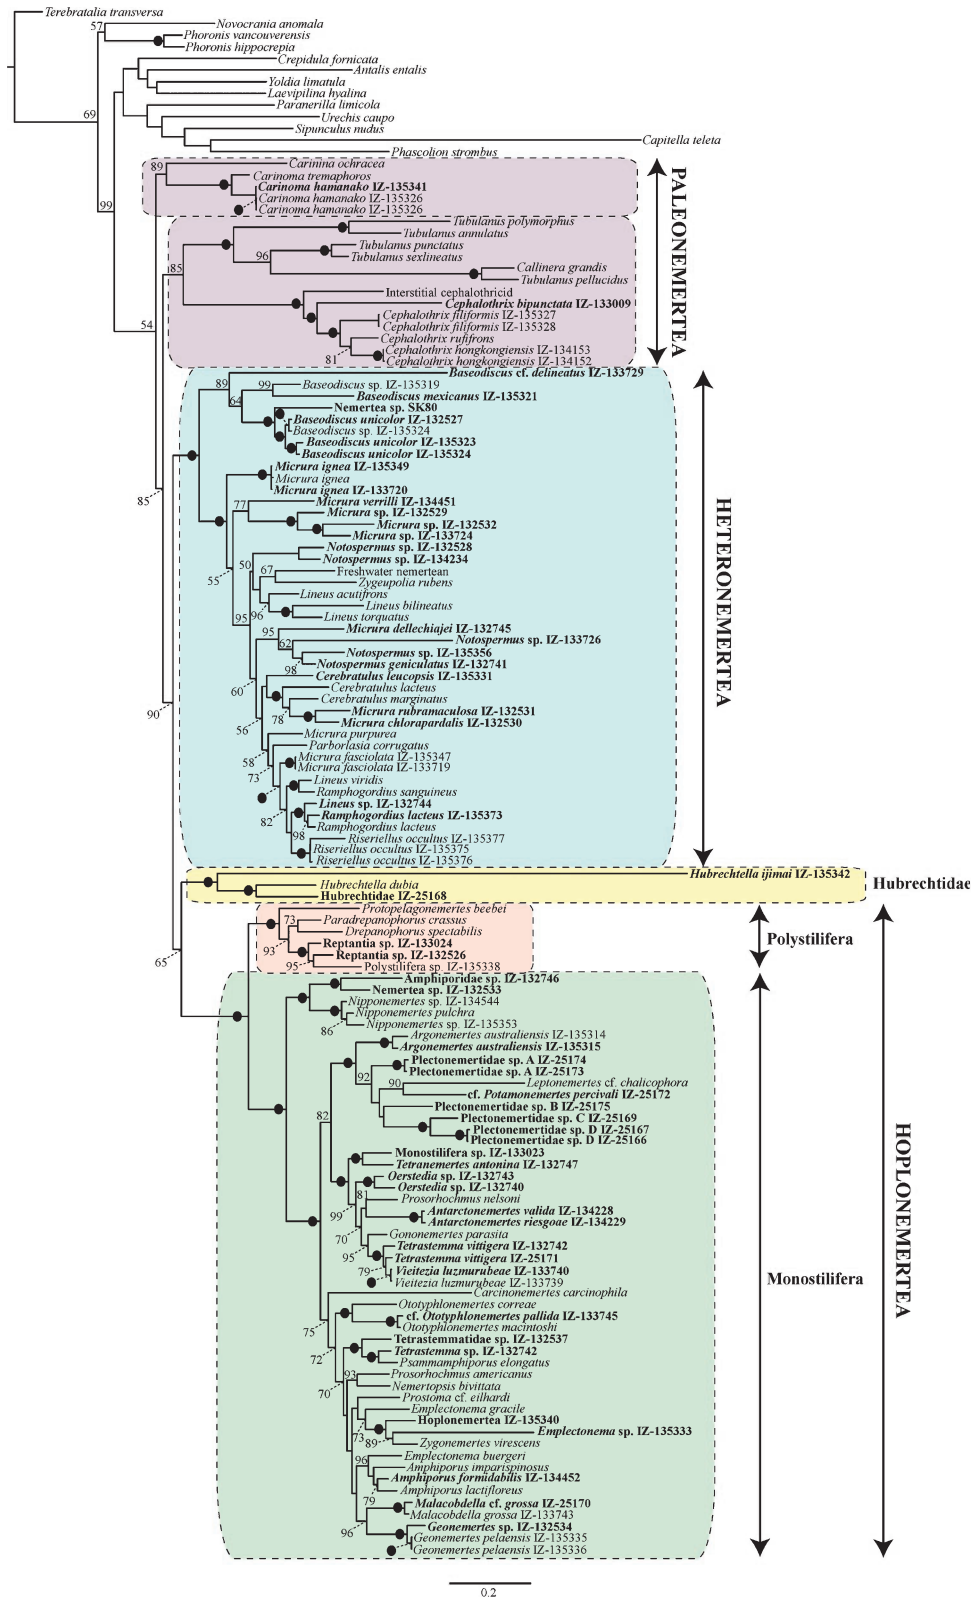 Terebratalia transversa
57
Novocrania anomala
Phoronis vancouverensis
Phoronis hippocrepia
Crepidula fornicata
Antalis entalis
Yoldia limatula
Laevipilina hyalina
Paranerilla limicola
69
Urechis caupo
Sipunculus nudus
Capitella teleta
Phascolion strombus
89
Carinina ochracea
Carinoma tremaphoros
Carinoma hamanako IZ-135341
Carinoma hamanako IZ-135326
Carinoma hamanako IZ-135326
99
Tubulanus polymorphus
Tubulanus annulatus
Tubulanus punctatus
96
Tubulanus sexlineatus
85
Callinera grandis
Tubulanus pellucidus
Interstitial cephalothricid
Cephalothrix bipunctata IZ-133009
Cephalothrix filiformis IZ-135327
54
Cephalothrix filiformis IZ-135328
Cephalothrix rufifrons
Cephalothrix hongkongiensis IZ-134153
81
Cephalothrix hongkongiensis IZ-134152
PALEONEMERTEA
Baseodiscus cf. delineatus IZ-133729
89
99
Baseodiscus sp. IZ-135319
Baseodiscus mexicanus IZ-135321
64
Nemertea sp. SK80
Baseodiscus unicolor IZ-132527
Baseodiscus sp. IZ-135324
Baseodiscus unicolor IZ-135323
Baseodiscus unicolor IZ-135324
Micrura ignea IZ-135349
Micrura ignea
Micrura ignea IZ-133720
85
77
Micrura verrilli IZ-134451
Micrura sp. IZ-132529
Micrura sp. IZ-132532
Micrura sp. IZ-133724
Notospermus sp. IZ-132528
Notospermus sp. IZ-134234
50
67
Freshwater nemertean
55
Zygeupolia rubens
Lineus acutifrons
Lineus bilineatus
95
96
Lineus torquatus
95
Micrura dellechiajei IZ-132745
62
Notospermus sp. IZ-133726
Notospermus sp. IZ-135356
98
Notospermus geniculatus IZ-132741
Cerebratulus leucopsis IZ-135331
60
Cerebratulus lacteus
Cerebratulus marginatus
90
78
Micrura rubramaculosa IZ-132531
Micrura chlorapardalis IZ-132530
56
Micrura purpurea
Parborlasia corrugatus
58
Micrura fasciolata IZ-135347
Micrura fasciolata IZ-133719
73
Lineus viridis
Ramphogordius sanguineus
Lineus sp. IZ-132744
82
Ramphogordius lacteus IZ-135373
98
Ramphogordius lacteus
Riseriellus occultus IZ-135377
Riseriellus occultus IZ-135375
Riseriellus occultus IZ-135376
HETERONEMERTEA
Hubrechtella ijimai IZ-135342
Hubrechtella dubia
Hubrechtidae IZ-25168
Hubrechtidae
Protopelagonemertes beebei
73
Paradrepanophorus crassus
Drepanophorus spectabilis
93
Reptantia sp. IZ-133024
Reptantia sp. IZ-132526
65
95
Polystilifera sp. IZ-135338
Polystilifera
Amphiporidae sp. IZ-132746
Nemertea sp. IZ-132533
Nipponemertes sp. IZ-134544
Nipponemertes pulchra
86
Nipponemertes sp. IZ-135353
Argonemertes australiensis IZ-135314
Argonemertes australiensis IZ-135315
Plectonemertidae sp. A IZ-25174
Plectonemertidae sp. A IZ-25173
92
90
Leptonemertes cf. chalicophora
cf. Potamonemertes percivali IZ-25172
Plectonemertidae sp. B IZ-25175
82
Plectonemertidae sp. C IZ-25169
Plectonemertidae sp. D IZ-25167
Plectonemertidae sp. D IZ-25166
Monostilifera sp. IZ-133023
Tetranemertes antonina IZ-132747
Oerstedia sp. IZ-132743
Oerstedia sp. IZ-132740
81
Prosorhochmus nelsoni
99
Antarctonemertes valida IZ-134228
Antarctonemertes riesgoae IZ-134229
70
Gononemertes parasita
95
Tetrastemma vittigera IZ-132742
Tetrastemma vittigera IZ-25171
79
Vieitezia luzmurubeae IZ-133740
Vieitezia luzmurubeae IZ-133739
Carcinonemertes carcinophila
Ototyphlonemertes correae
cf. Ototyphlonemertes pallida IZ-133745
75
Ototyphlonemertes macintoshi
Tetrastemmatidae sp. IZ-132537
72
Tetrastemma sp. IZ-132742
Psammamphiporus elongatus
93
Prosorhochmus americanus
70
Nemertopsis bivittata
Prostoma cf. eilhardi
Emplectonema gracile
Hoplonemertea IZ-135340
73
Emplectonema sp. IZ-135333
89
Zygonemertes virescens
96
Emplectonema buergeri
Amphiporus imparispinosus
Amphiporus formidabilis IZ-134452
79
Amphiporus lactifloreus
Malacobdella cf. grossa IZ-25170
Malacobdella grossa IZ-133743
96
Geonemertes sp. IZ-132534
Geonemertes pelaensis IZ-135335
Geonemertes pelaensis IZ-135336
Monostilifera
HOPLONEMERTEA
0.2